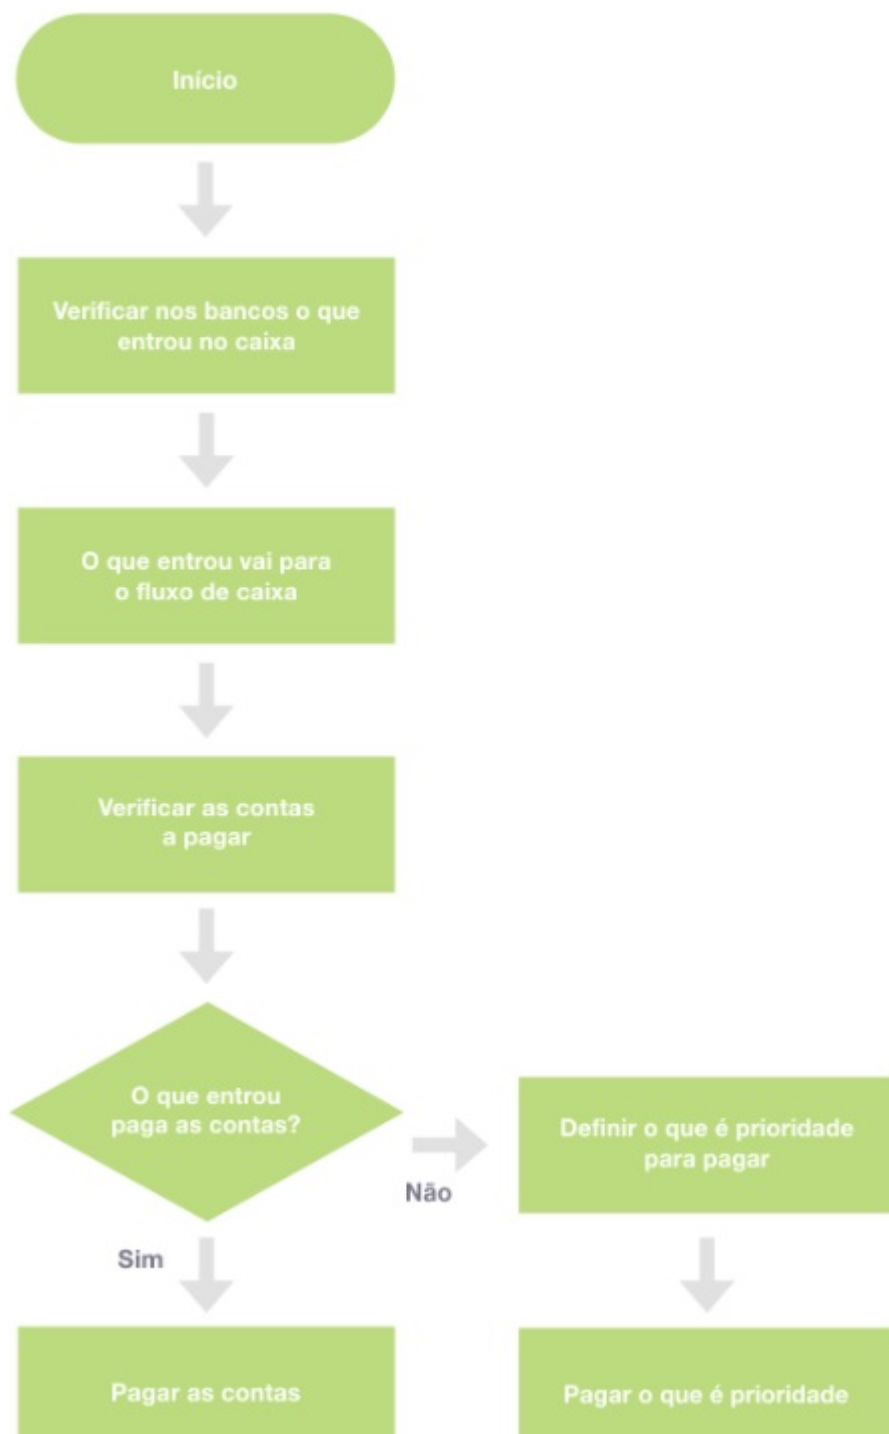 Início
Verificar nos bancos o que
entrou no caixa
O que entrou vai para
o fluxo de caixa
Verificar as contas
a pagar
O que entrou
paga as contas?
Não
Definir o que é prioridade
para pagar
Sim
Pagar as contas
Pagar o que é prioridade